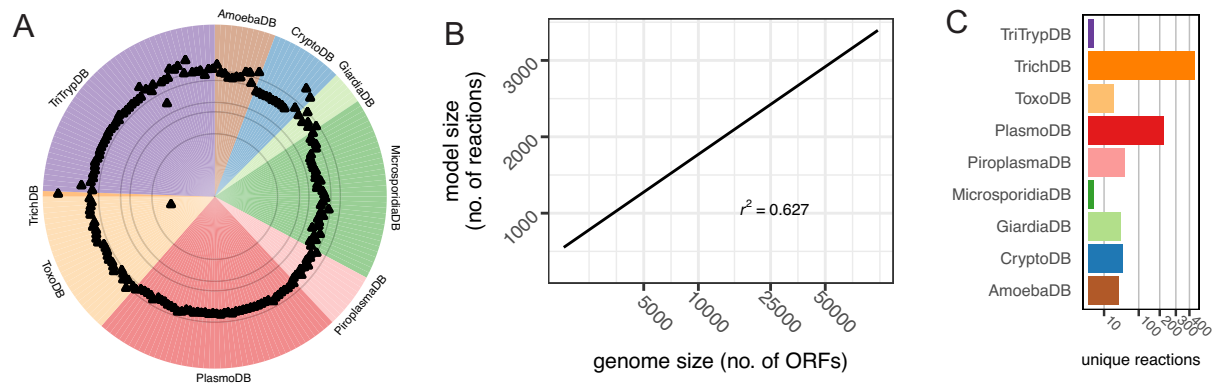 A
AmoebaDB
CryptoDB
GiardiaDB
MicrosporidiaDB
PiroplasmaDB
PlasmoDB
ToxoDB
TrichDB
TriTrypDB
B
model size
(no. of reactions)
3000
2000
1000
r² = 0.627
5000
10000
25000
50000
genome size (no. of ORFs)
C
TriTrypDB
TrichDB
ToxoDB
PlasmoDB
PiroplasmaDB
MicrosporidiaDB
GiardiaDB
CryptoDB
AmoebaDB
10
100
200
300
400
unique reactions